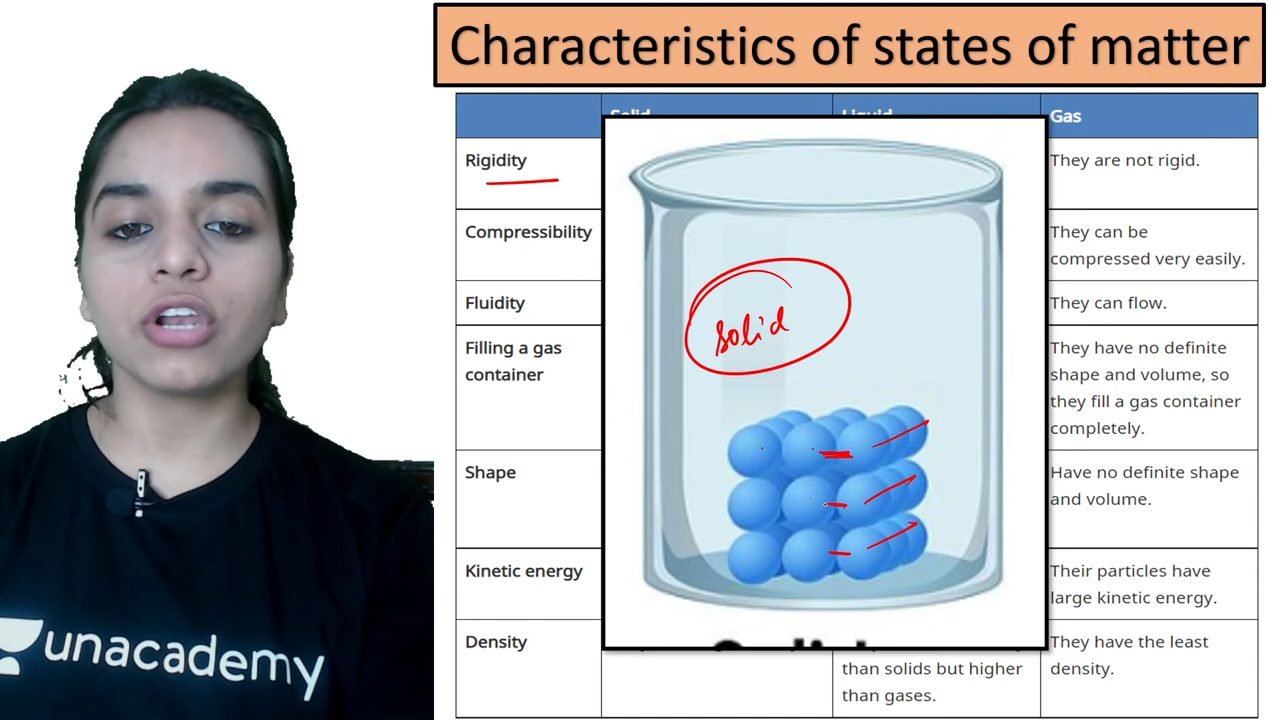 Characteristics of states of matter
Gas
Rigidity
They are not rigid.
Compressibility
They can be
compressed very easily.
Fluidity
They can flow.
Filling a gas
container
They have no definite
shape and volume, so
they fill a gas container
completely.
solid
Shape
Have no definite shape
and volume.
Kinetic energy
Their particles have
large kinetic energy.
Density
than solids but higher
than gases.
They have the least
density.
unacademy